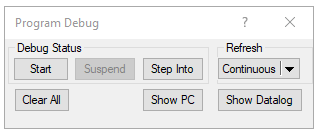 Program Debug ?
Debug Status Refresh
Start Suspend Step Into Continuous
Clear All Show PC Show Datalog